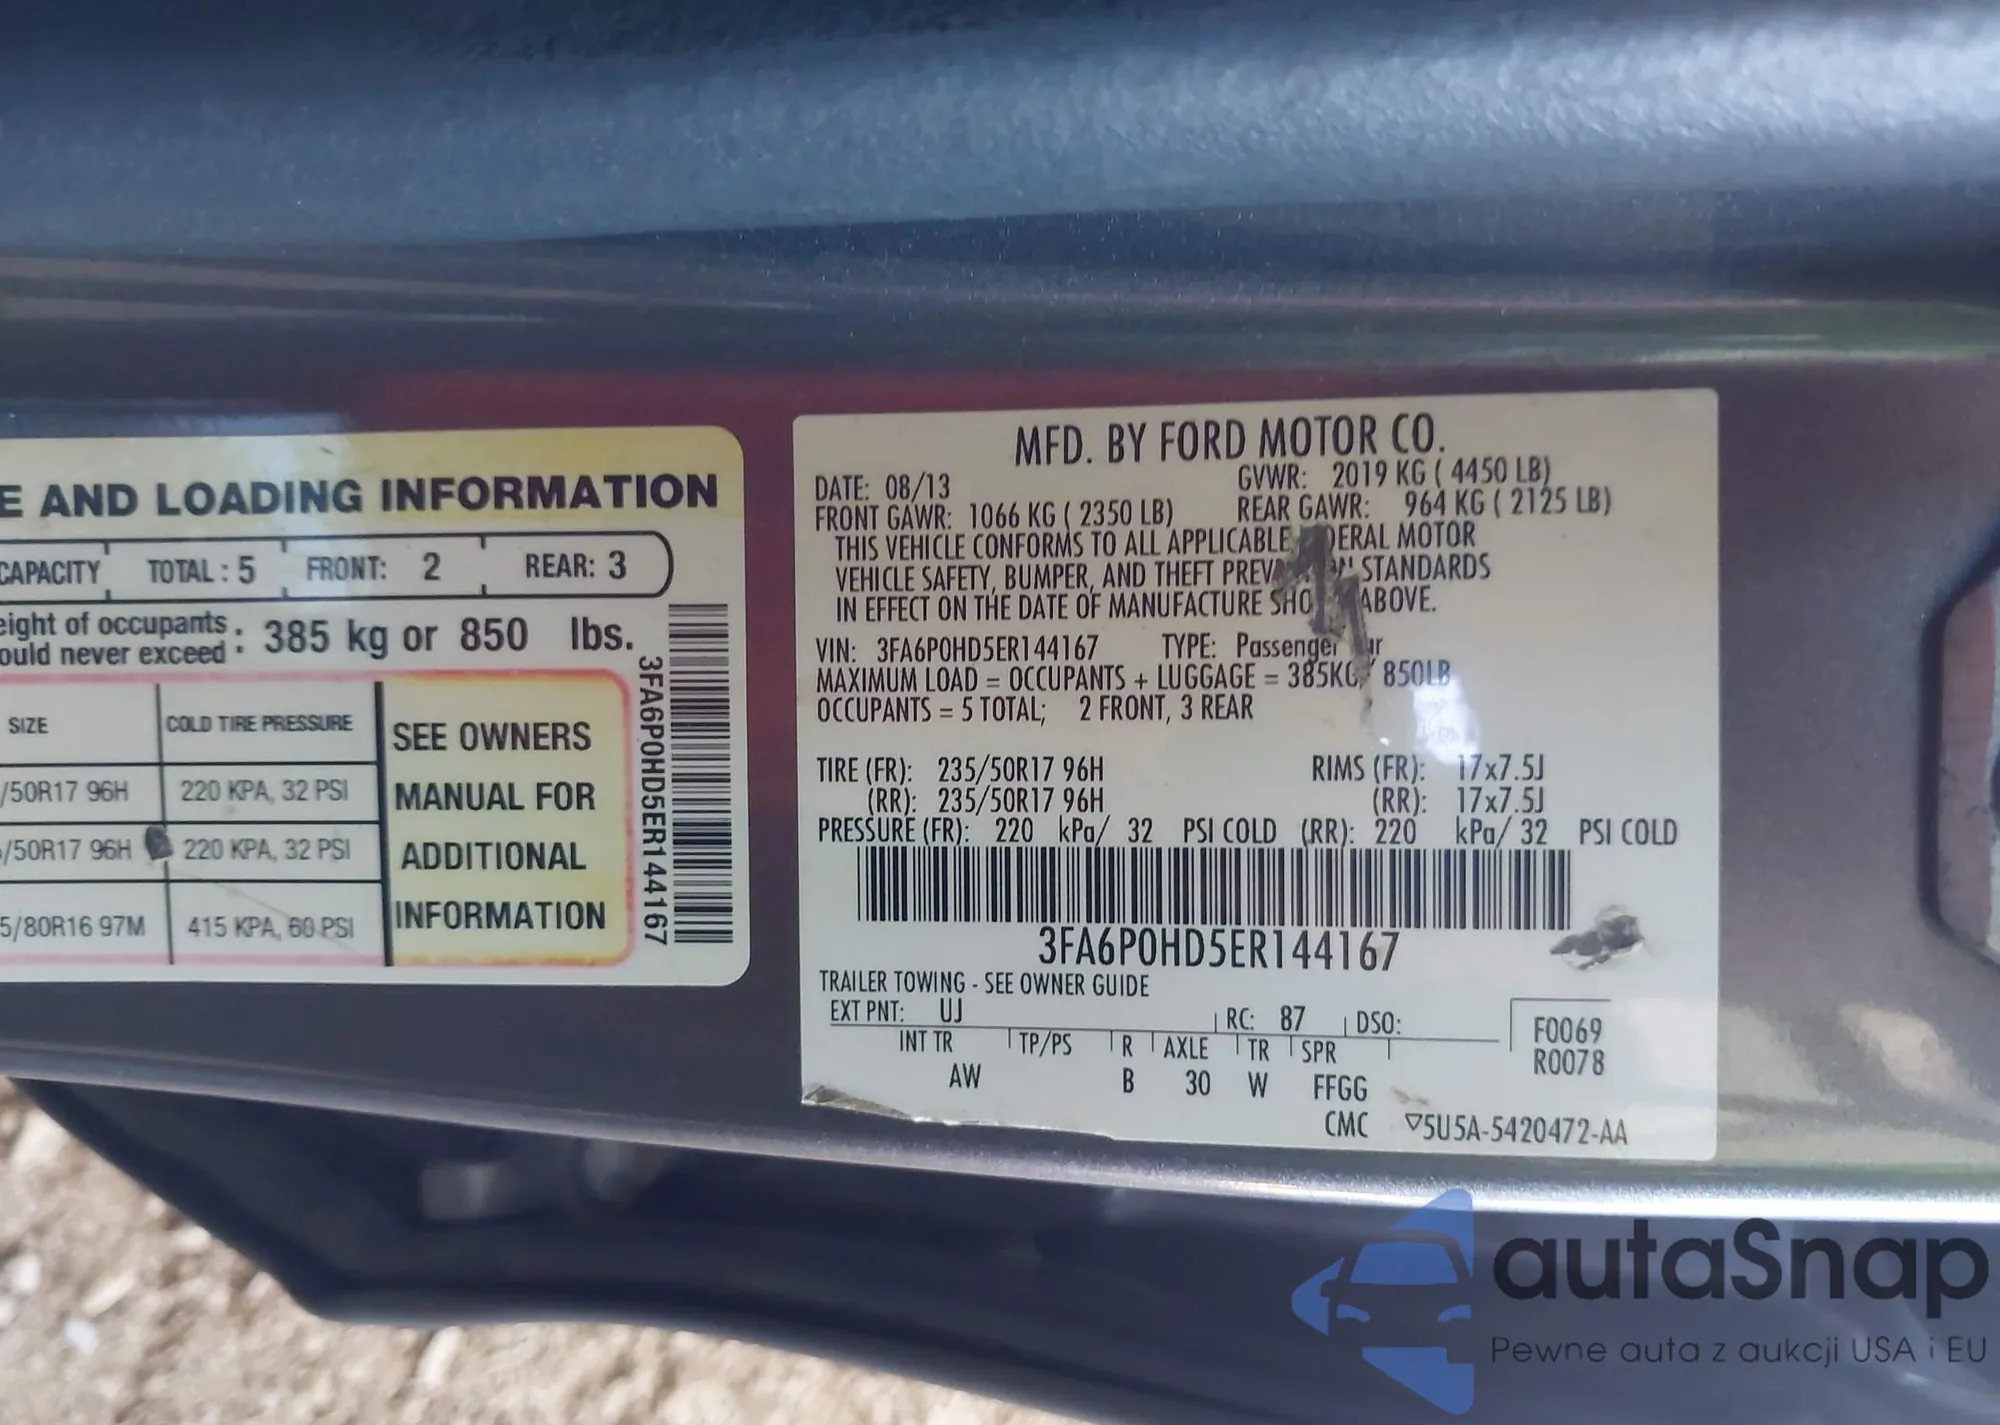 E AND LOADING INFORMATION
CAPACITY TOTAL : 5 FRONT: 2 REAR: 3
eight of occupants
ould never exceed : 385 kg or 850 lbs.
SIZE COLD TIRE PRESSURE
/50R17 96H 220 KPA, 32 PSI
/50R17 96H 220 KPA, 32 PSI
5/80R16 97M 415 KPA, 60 PSI
SEE OWNERS
MANUAL FOR
ADDITIONAL
INFORMATION
3FA6P0HD5ER144167
MFD. BY FORD MOTOR CO.
DATE: 08/13 GVWR: 2019 KG ( 4450 LB)
FRONT GAWR: 1066 KG ( 2350 LB) REAR GAWR: 964 KG ( 2125 LB)
THIS VEHICLE CONFORMS TO ALL APPLICABLE DERAL MOTOR
VEHICLE SAFETY, BUMPER, AND THEFT STANDARDS
IN EFFECT ON THE DATE OF MANUFACTURE ABOVE.
VIN: 3FA6P0HD5ER144167 TYPE: Passenger
MAXIMUM LOAD = OCCUPANTS + LUGGAGE = 385KG/ 850LB
OCCUPANTS = 5 TOTAL; 2 FRONT, 3 REAR
TIRE (FR): 235/50R17 96H RIMS (FR): 17x7.5J
(RR): 235/50R17 96H (RR): 17x7.5J
PRESSURE (FR): 220 kPa/ 32 PSI COLD (RR): 220 kPa/ 32 PSI COLD
3FA6P0HD5ER144167
TRAILER TOWING - SEE OWNER GUIDE
EXT PNT: UJ RC: 87 DSO:
INT TR TP/PS R AXLE TR SPR
AW B 30 W FFGG
F0069
R0078
CMC ▽5U5A-5420472-AA
autaSnap
Pewne auta z aukcji USA i EU